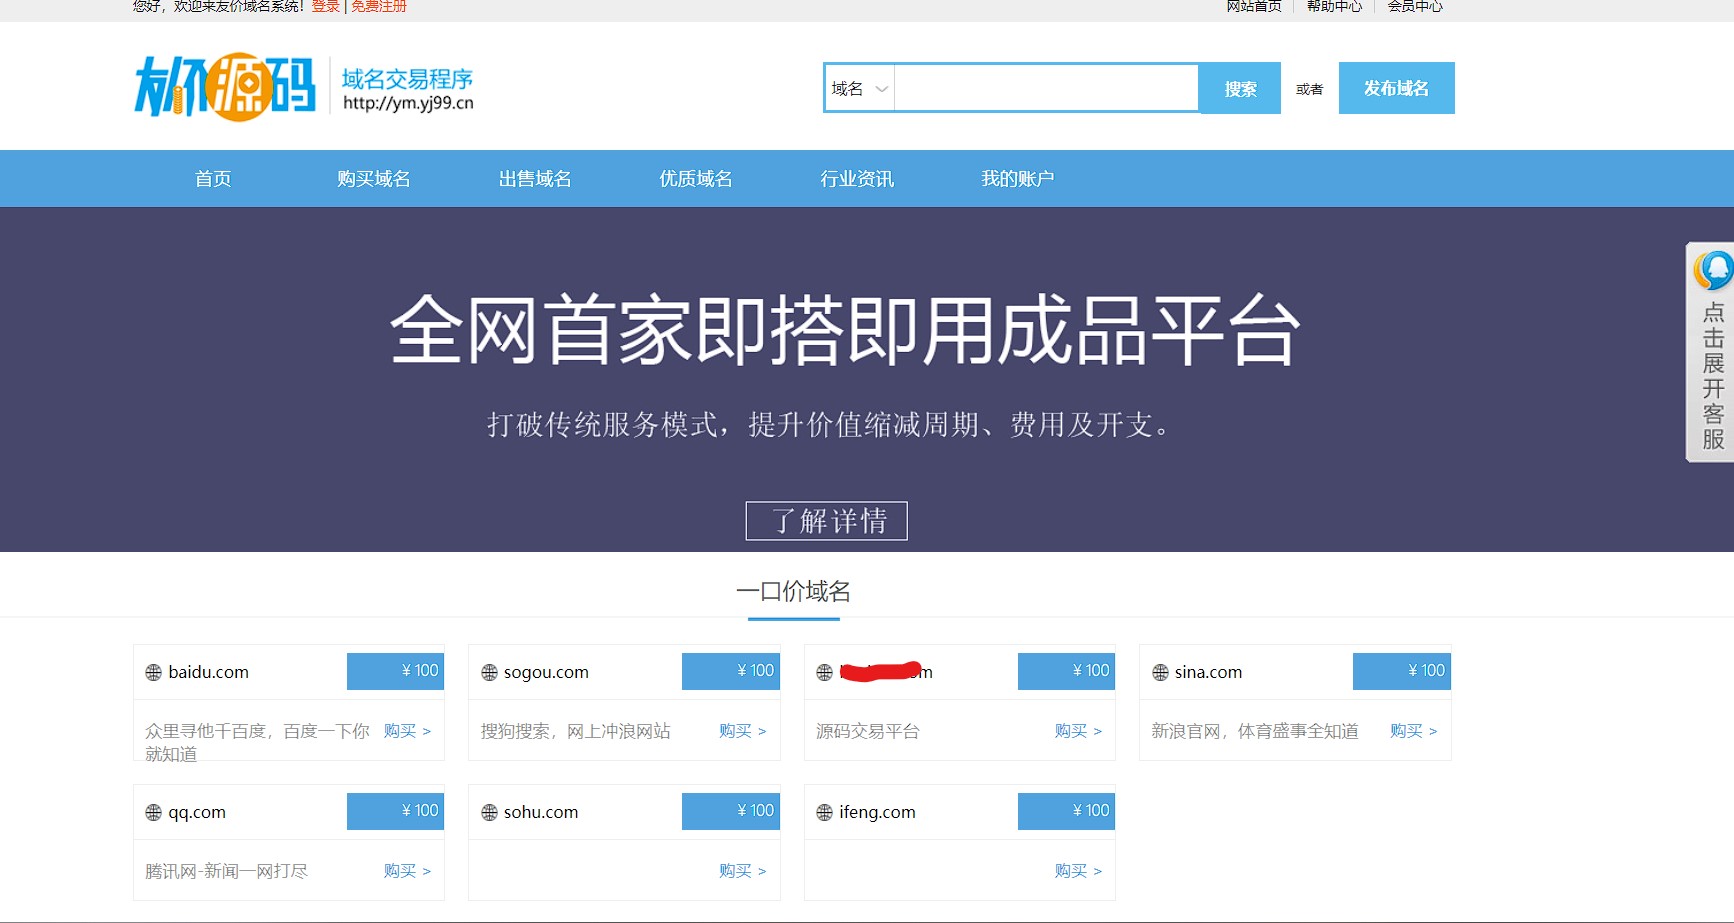 您好，欢迎来友价域名系统！登录 | 免费注册
网站首页 帮助中心 会员中心
友价源码 域名交易程序
http://ym.yj99.cn
域名 搜索 或者 发布域名
首页 购买域名 出售域名 优质域名 行业资讯 我的账户
全网首家即搭即用成品平台
打破传统服务模式，提升价值缩减周期、费用及开支。
了解详情
点击展开客服
一口价域名
baidu.com ¥ 100
众里寻他千百度，百度一下你
就知道
购买 >
sogou.com ¥ 100
搜狗搜索，网上冲浪网站 购买 >
¥ 100
源码交易平台 购买 >
sina.com ¥ 100
新浪官网，体育盛事全知道 购买 >
qq.com ¥ 100
腾讯网-新闻一网打尽 购买 >
sohu.com ¥ 100
购买 >
ifeng.com ¥ 100
购买 >